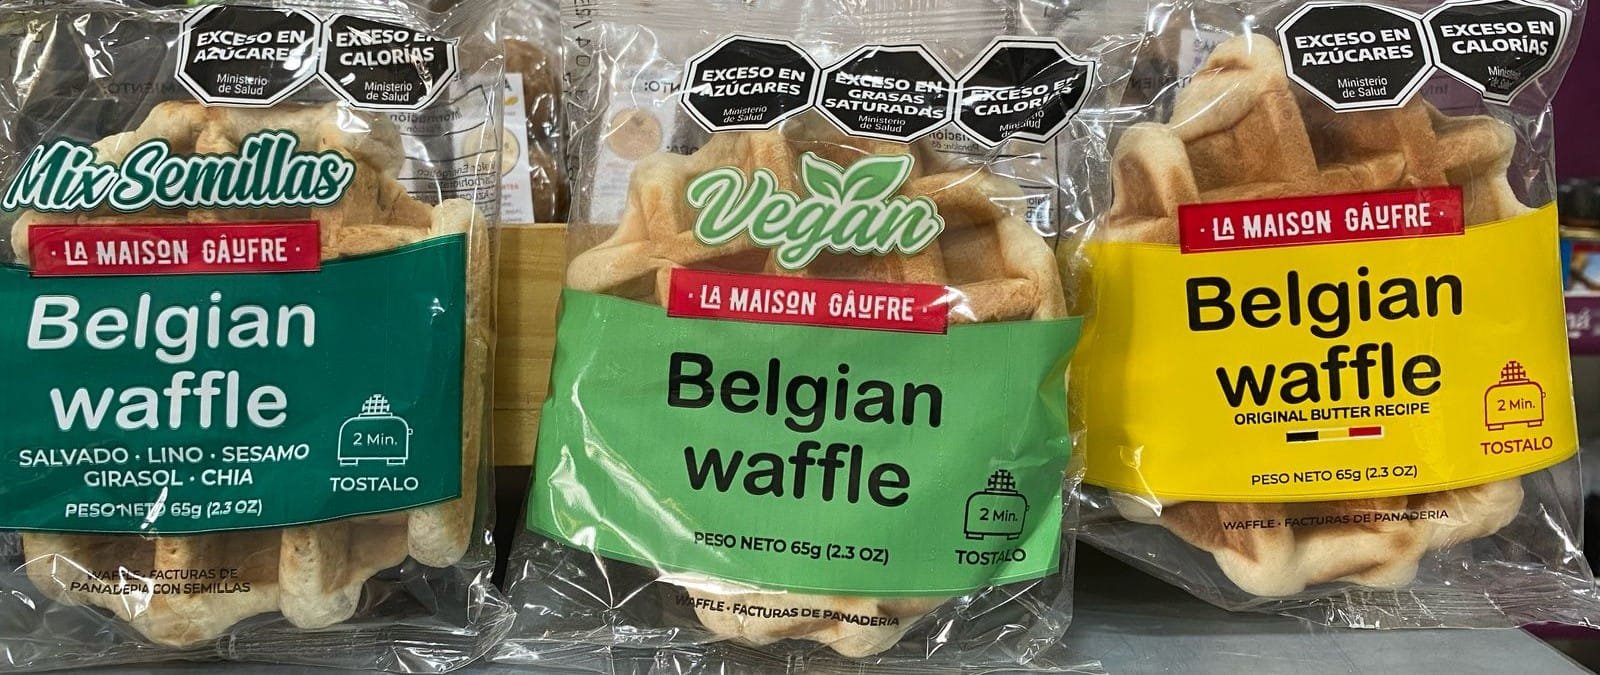 EXCESO EN
AZÚCARES
Ministerio
de Salud
EXCESO EN
CALORÍAS
Ministerio
de Salud
Mix Semillas
· LA MAISON GÂUFRE ·
Belgian
waffle
SALVADO · LINO · SESAMO
GIRASOL · CHIA
PESO NETO 65g (2.3 OZ)
2 Min.
TOSTALO
WAFFLE · FACTURAS DE
PANADERIA CON SEMILLAS
EXCESO EN
AZÚCARES
Ministerio
de Salud
EXCESO EN
GRASAS
SATURADAS
Ministerio
de Salud
EXCESO EN
CALORÍAS
Ministerio
de Salud
Vegan
· LA MAISON GÂUFRE ·
Belgian
waffle
PESO NETO 65g (2.3 OZ)
2 Min.
TOSTALO
WAFFLE · FACTURAS DE PANADERIA
EXCESO EN
AZÚCARES
Ministerio
de Salud
EXCESO EN
CALORÍAS
Ministerio
de Salud
· LA MAISON GÂUFRE ·
Belgian
waffle
ORIGINAL BUTTER RECIPE
2 Min.
TOSTALO
PESO NETO 65g (2.3 OZ)
WAFFLE · FACTURAS DE PANADERIA